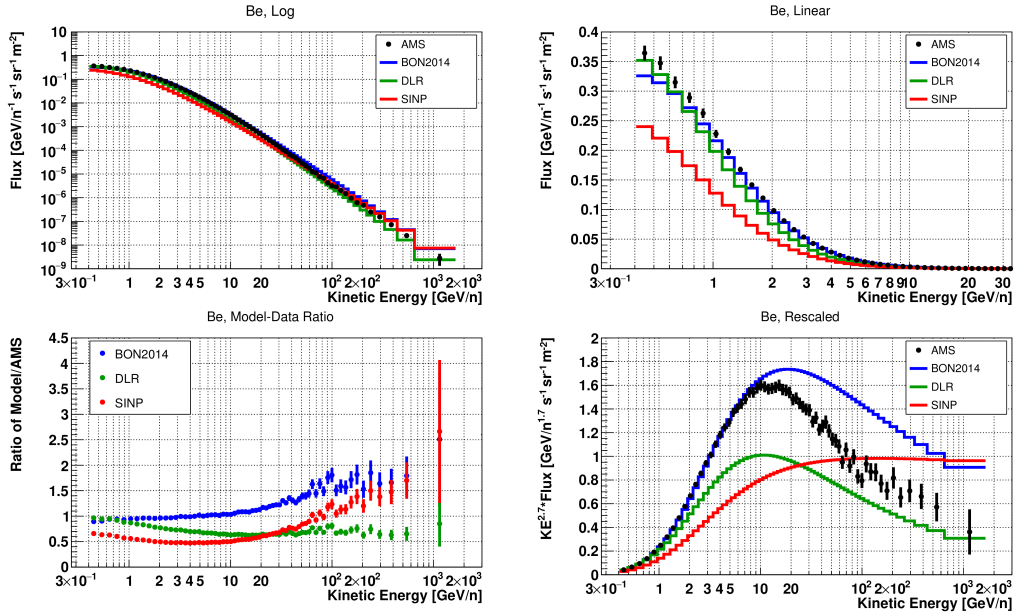 Be, Log
Flux [GeV/n⁻¹ s⁻¹ sr⁻¹ m⁻²]
10
1
10⁻¹
10⁻²
10⁻³
10⁻⁴
10⁻⁵
10⁻⁶
10⁻⁷
10⁻⁸
10⁻⁹
AMS
BON2014
DLR
SINP
3×10⁻¹ 1 2 3 4 5 10 20 10² 2×10² 10³ 2×10³
Kinetic Energy [GeV/n]
Be, Linear
Flux [GeV/n⁻¹ s⁻¹ sr⁻¹ m⁻²]
0.4
0.35
0.3
0.25
0.2
0.15
0.1
0.05
0
AMS
BON2014
DLR
SINP
3×10⁻¹ 1 2 3 4 5 6 7 8 910 20 30
Kinetic Energy [GeV/n]
Be, Model-Data Ratio
Ratio of Model/AMS
4.5
4
3.5
3
2.5
2
1.5
1
0.5
0
BON2014
DLR
SINP
3×10⁻¹ 1 2 3 4 5 10 20 10² 2×10² 10³ 2×10³
Kinetic Energy [GeV/n]
Be, Rescaled
KE²·⁷*Flux [GeV/n¹·⁷ s⁻¹ sr⁻¹ m⁻²]
2
1.8
1.6
1.4
1.2
1
0.8
0.6
0.4
0.2
0
AMS
BON2014
DLR
SINP
3×10⁻¹ 1 2 3 4 5 10 20 10² 2×10² 10³ 2×10³
Kinetic Energy [GeV/n]